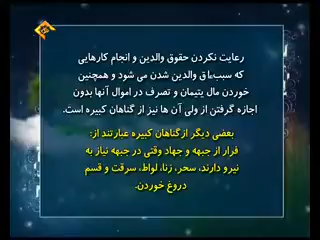 رعایت نکردن حقوق والدین و انجام کارهایی
که سبب عاق والدین شدن می شود و همچنین
خوردن مال یتیمان و تصرف در اموال آنها بدون
اجازه گرفتن از ولی آن ها نیز از گناهان کبیره است.
بعضی دیگر از گناهان کبیره عبارتند از:
فرار از جبهه و جهاد وقتی در جبهه نیاز به
نیرو دارند، سحر، زنا، لواط، سرقت و قسم
دروغ خوردن.